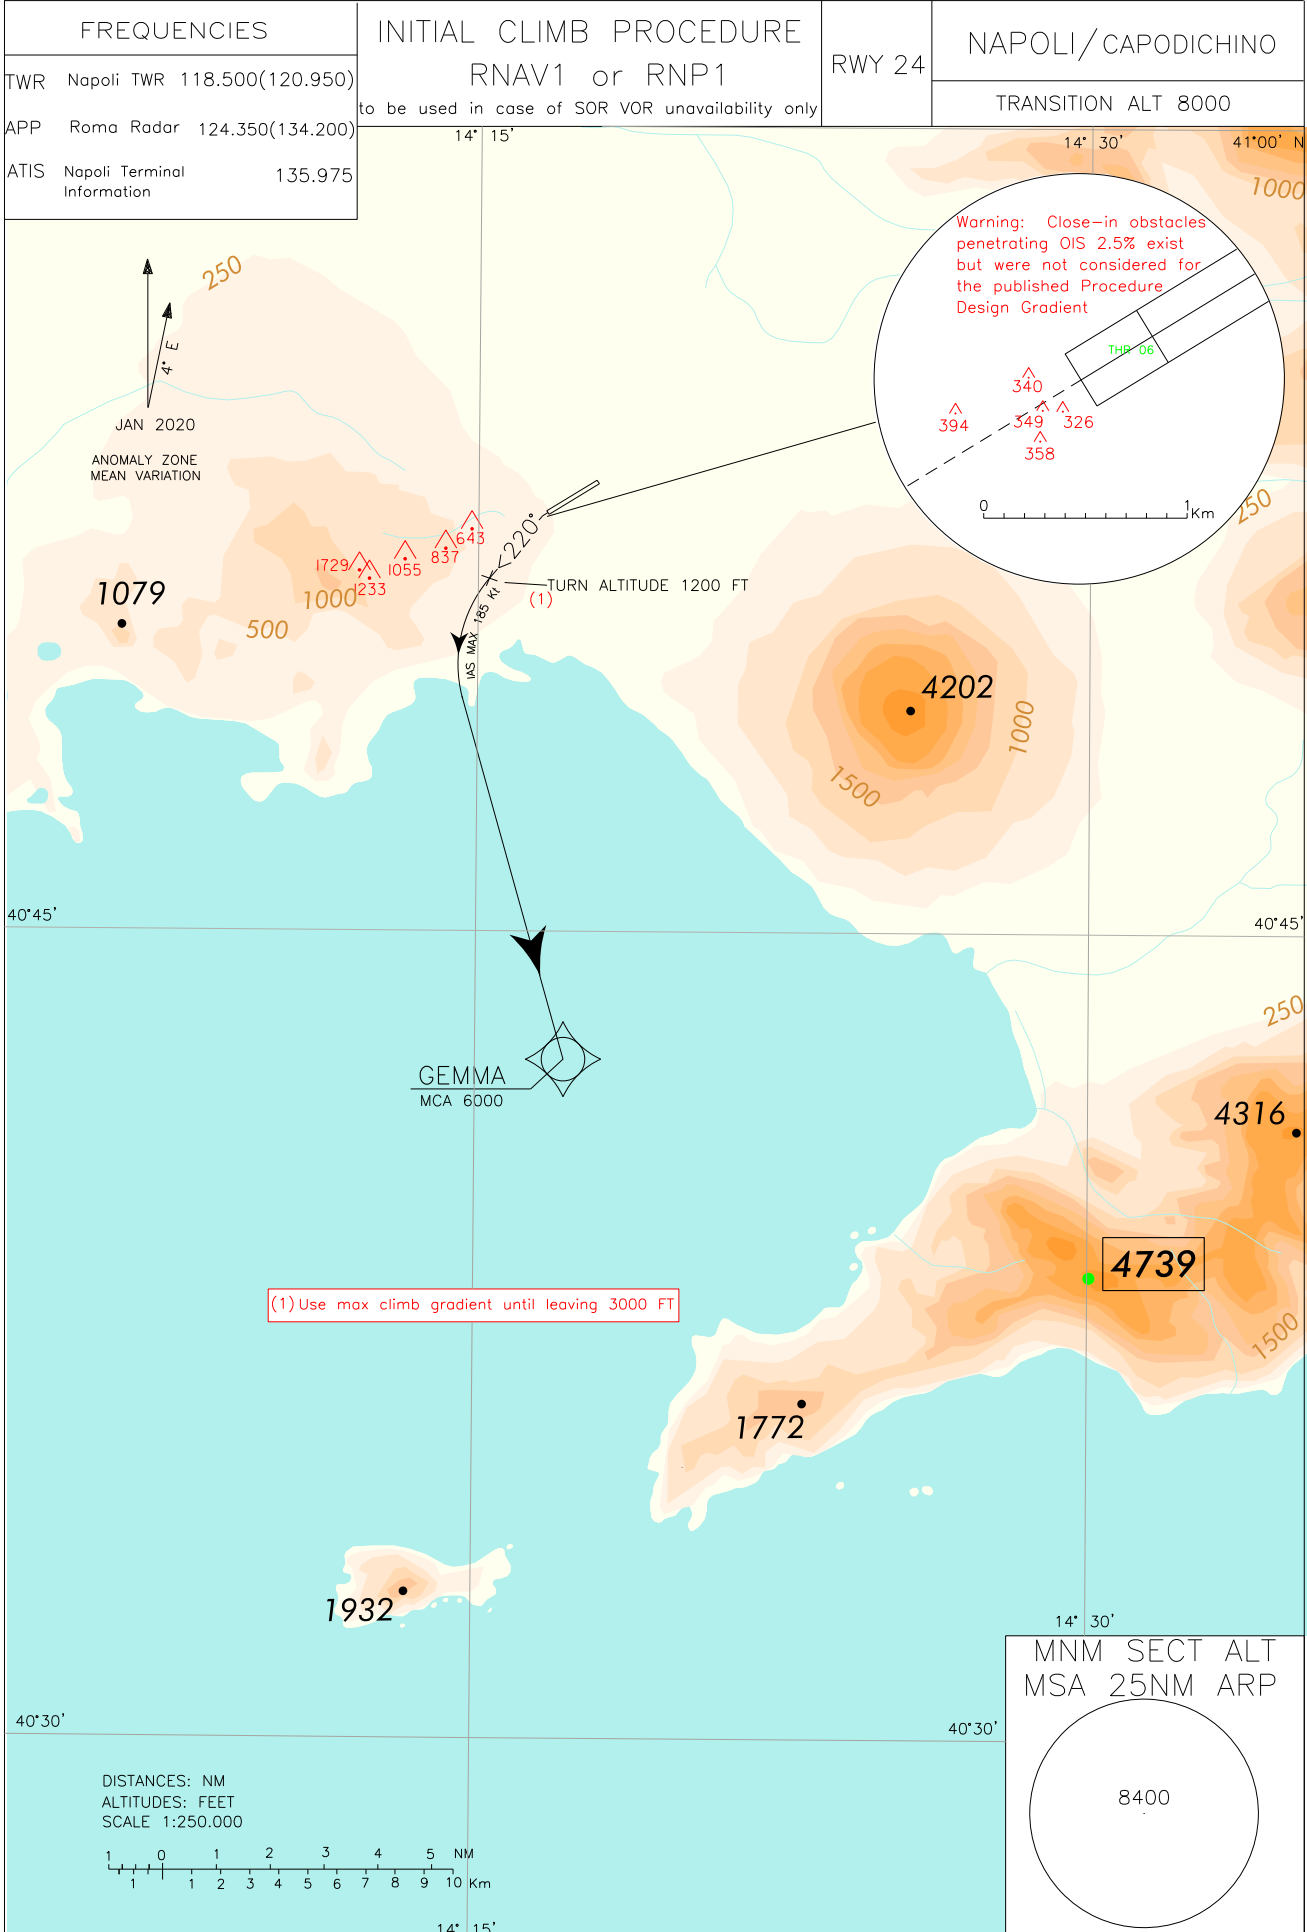 FREQUENCIES
TWR Napoli TWR 118.500(120.950)
APP Roma Radar 124.350(134.200)
ATIS Napoli Terminal Information 135.975
INITIAL CLIMB PROCEDURE
RNAV1 or RNP1
to be used in case of SOR VOR unavailability only
RWY 24
NAPOLI/CAPODICHINO
TRANSITION ALT 8000
14° 15'
14° 30'
41°00' N
1000
Warning: Close-in obstacles
penetrating OIS 2.5% exist
but were not considered for
the published Procedure
Design Gradient
THR 06
340
394
349
326
358
0 1 Km
250
250
4° E
JAN 2020
ANOMALY ZONE
MEAN VARIATION
220°
643
837
1055
1729
1233
1079
1000
500
TURN ALTITUDE 1200 FT
(1)
IAS MAX 185 Kt
4202
1000
1500
40°45'
40°45'
250
GEMMA
MCA 6000
4316
4739
(1) Use max climb gradient until leaving 3000 FT
1500
1772
1932
14° 30'
MNM SECT ALT
MSA 25NM ARP
8400
40°30'
40°30'
DISTANCES: NM
ALTITUDES: FEET
SCALE 1:250.000
1 0 1 2 3 4 5 NM
1 1 2 3 4 5 6 7 8 9 10 Km
14° 15'